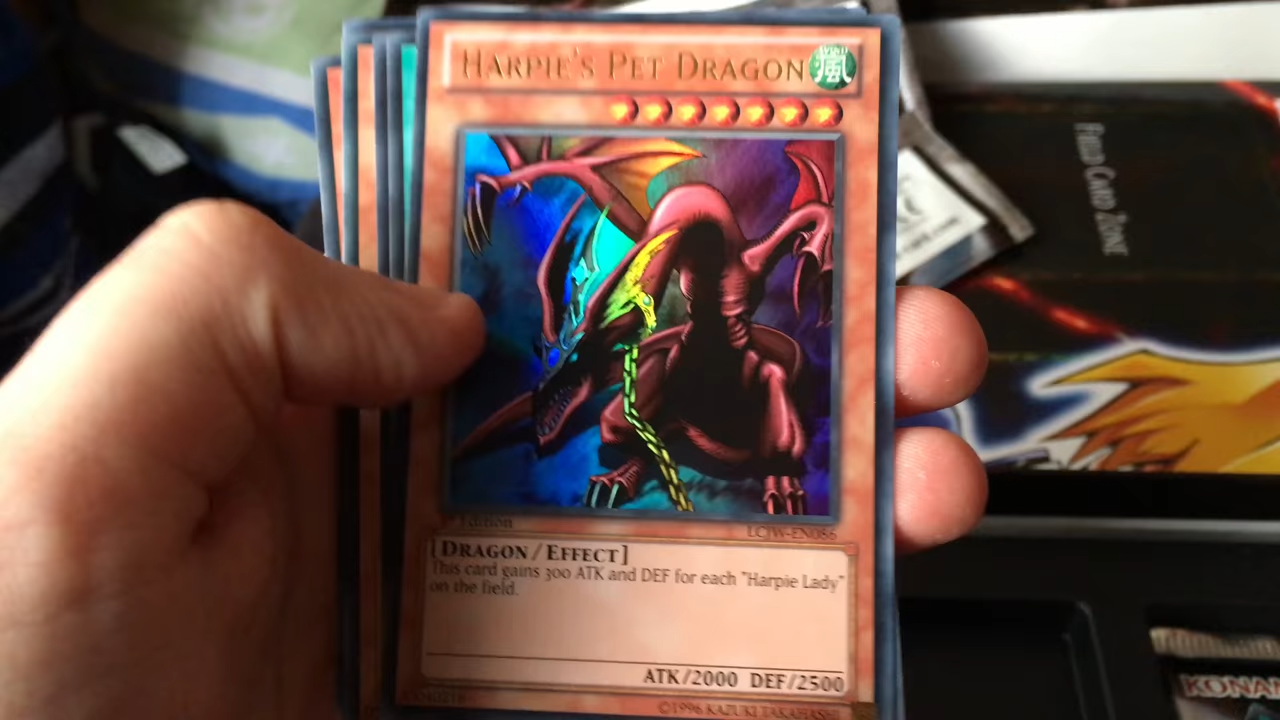 HARPIE'S PET DRAGON
1st Edition
LCJW-EN086
[DRAGON/EFFECT]
This card gains 300 ATK and DEF for each "Harpie Lady"
on the field.
ATK/2000 DEF/2500
©1996 KAZUKI TAKAHASHI
FIELD CARD ZONE
KONAMI